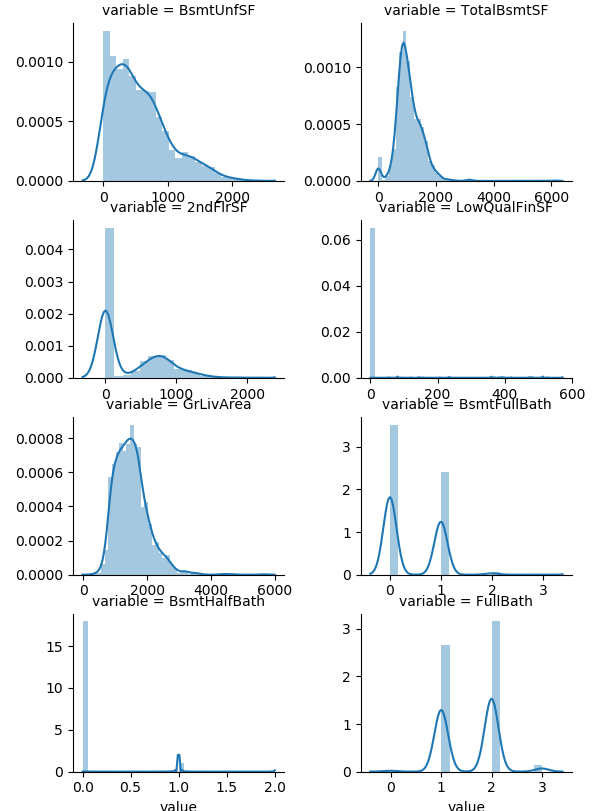 variable = BsmtUnfSF variable = TotalBsmtSF
0.0010 0.0010
0.0005 0.0005
0.0000 0.0000
0 1000 2000 0 2000 4000 6000
variable = 2ndFlrSF variable = LowQualFinSF
0.004 0.06
0.003 0.04
0.002 0.02
0.001
0.000 0.00
0 1000 2000 0 200 400 600
variable = GrLivArea variable = BsmtFullBath
0.0008 3
0.0006 2
0.0004 1
0.0002
0.0000 0
0 2000 4000 6000 0 1 2 3
variable = BsmtHalfBath variable = FullBath
15 3
10 2
5 1
0 0
0.0 0.5 1.0 1.5 2.0 0 1 2 3
value value